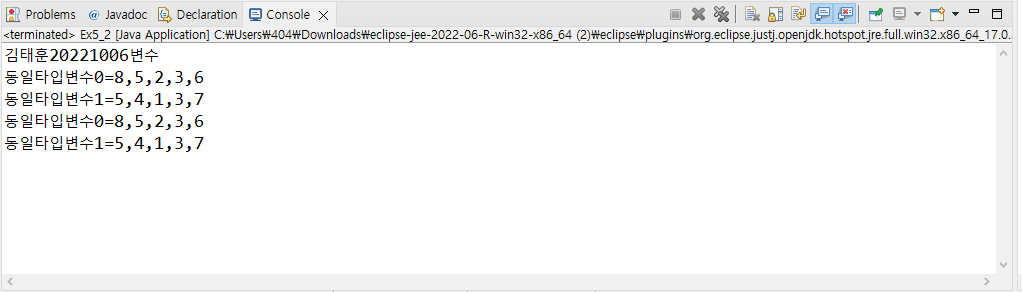 Problems @ Javadoc Declaration Console
<terminated> Ex5_2 [Java Application] C:₩Users₩404₩Downloads₩eclipse-jee-2022-06-R-win32-x86_64 (2)₩eclipse₩plugins₩org.eclipse.justj.openjdk.hotspot.jre.full.win32.x86_64_17.0.
김태훈20221006변수
동일타입변수0=8,5,2,3,6
동일타입변수1=5,4,1,3,7
동일타입변수0=8,5,2,3,6
동일타입변수1=5,4,1,3,7